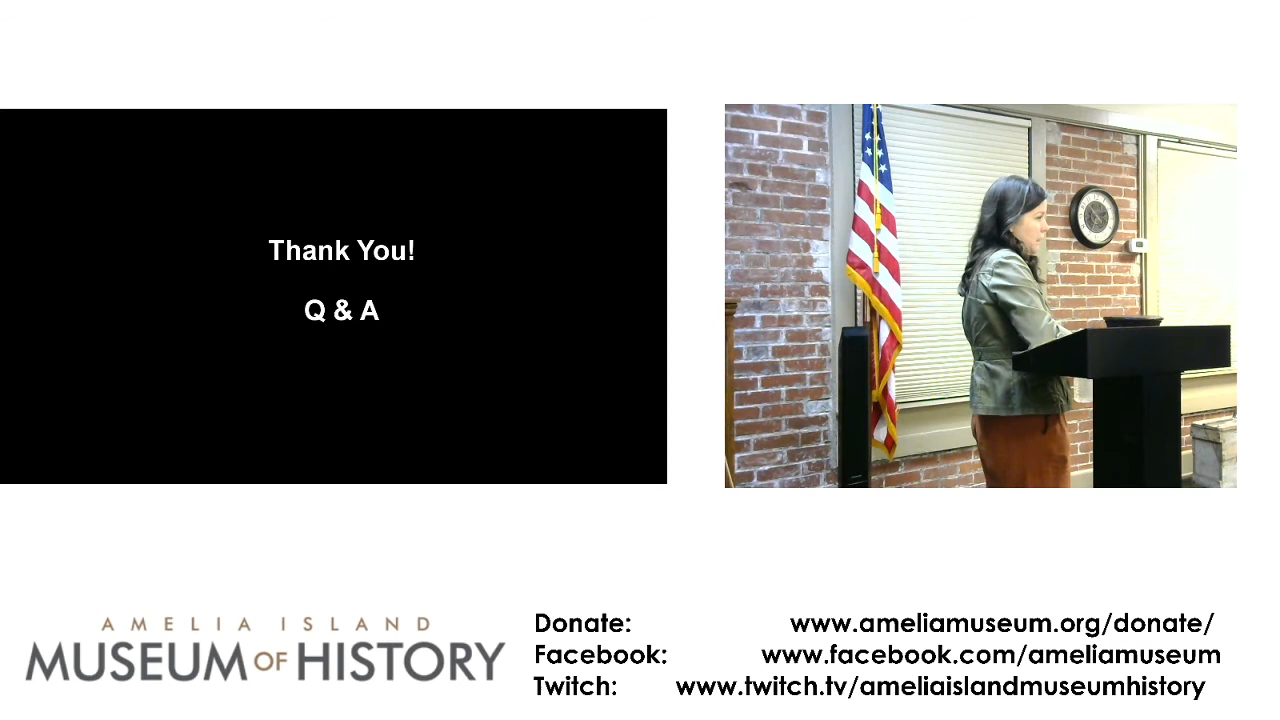 Thank You!
Q & A
AMELIA ISLAND
MUSEUM OF HISTORY
Donate: www.ameliamuseum.org/donate/
Facebook: www.facebook.com/ameliamuseum
Twitch: www.twitch.tv/ameliaislandmuseumhistory